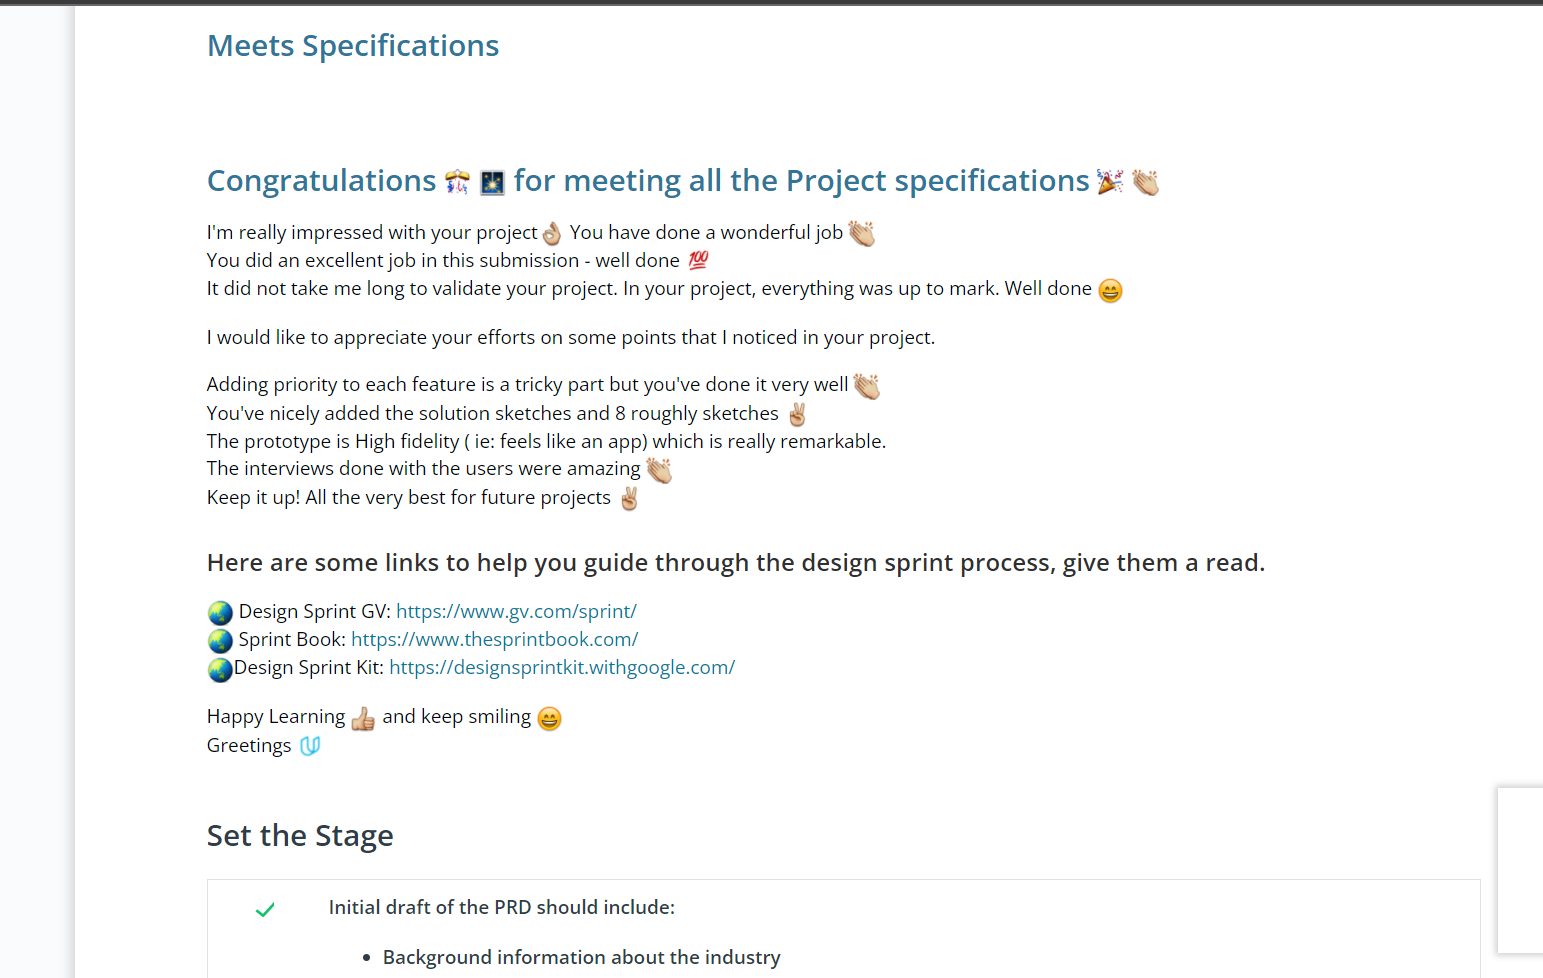 Meets Specifications
Congratulations 🎊 🎇 for meeting all the Project specifications 🎉 👏
I'm really impressed with your project 👌 You have done a wonderful job 👏
You did an excellent job in this submission - well done 💯
It did not take me long to validate your project. In your project, everything was up to mark. Well done 😄
I would like to appreciate your efforts on some points that I noticed in your project.
Adding priority to each feature is a tricky part but you've done it very well 👏
You've nicely added the solution sketches and 8 roughly sketches ✌
The prototype is High fidelity ( ie: feels like an app) which is really remarkable.
The interviews done with the users were amazing 👏
Keep it up! All the very best for future projects ✌
Here are some links to help you guide through the design sprint process, give them a read.
🌏 Design Sprint GV: https://www.gv.com/sprint/
🌏 Sprint Book: https://www.thesprintbook.com/
🌏Design Sprint Kit: https://designsprintkit.withgoogle.com/
Happy Learning 👍 and keep smiling 😄
Greetings
Set the Stage
Initial draft of the PRD should include:
• Background information about the industry